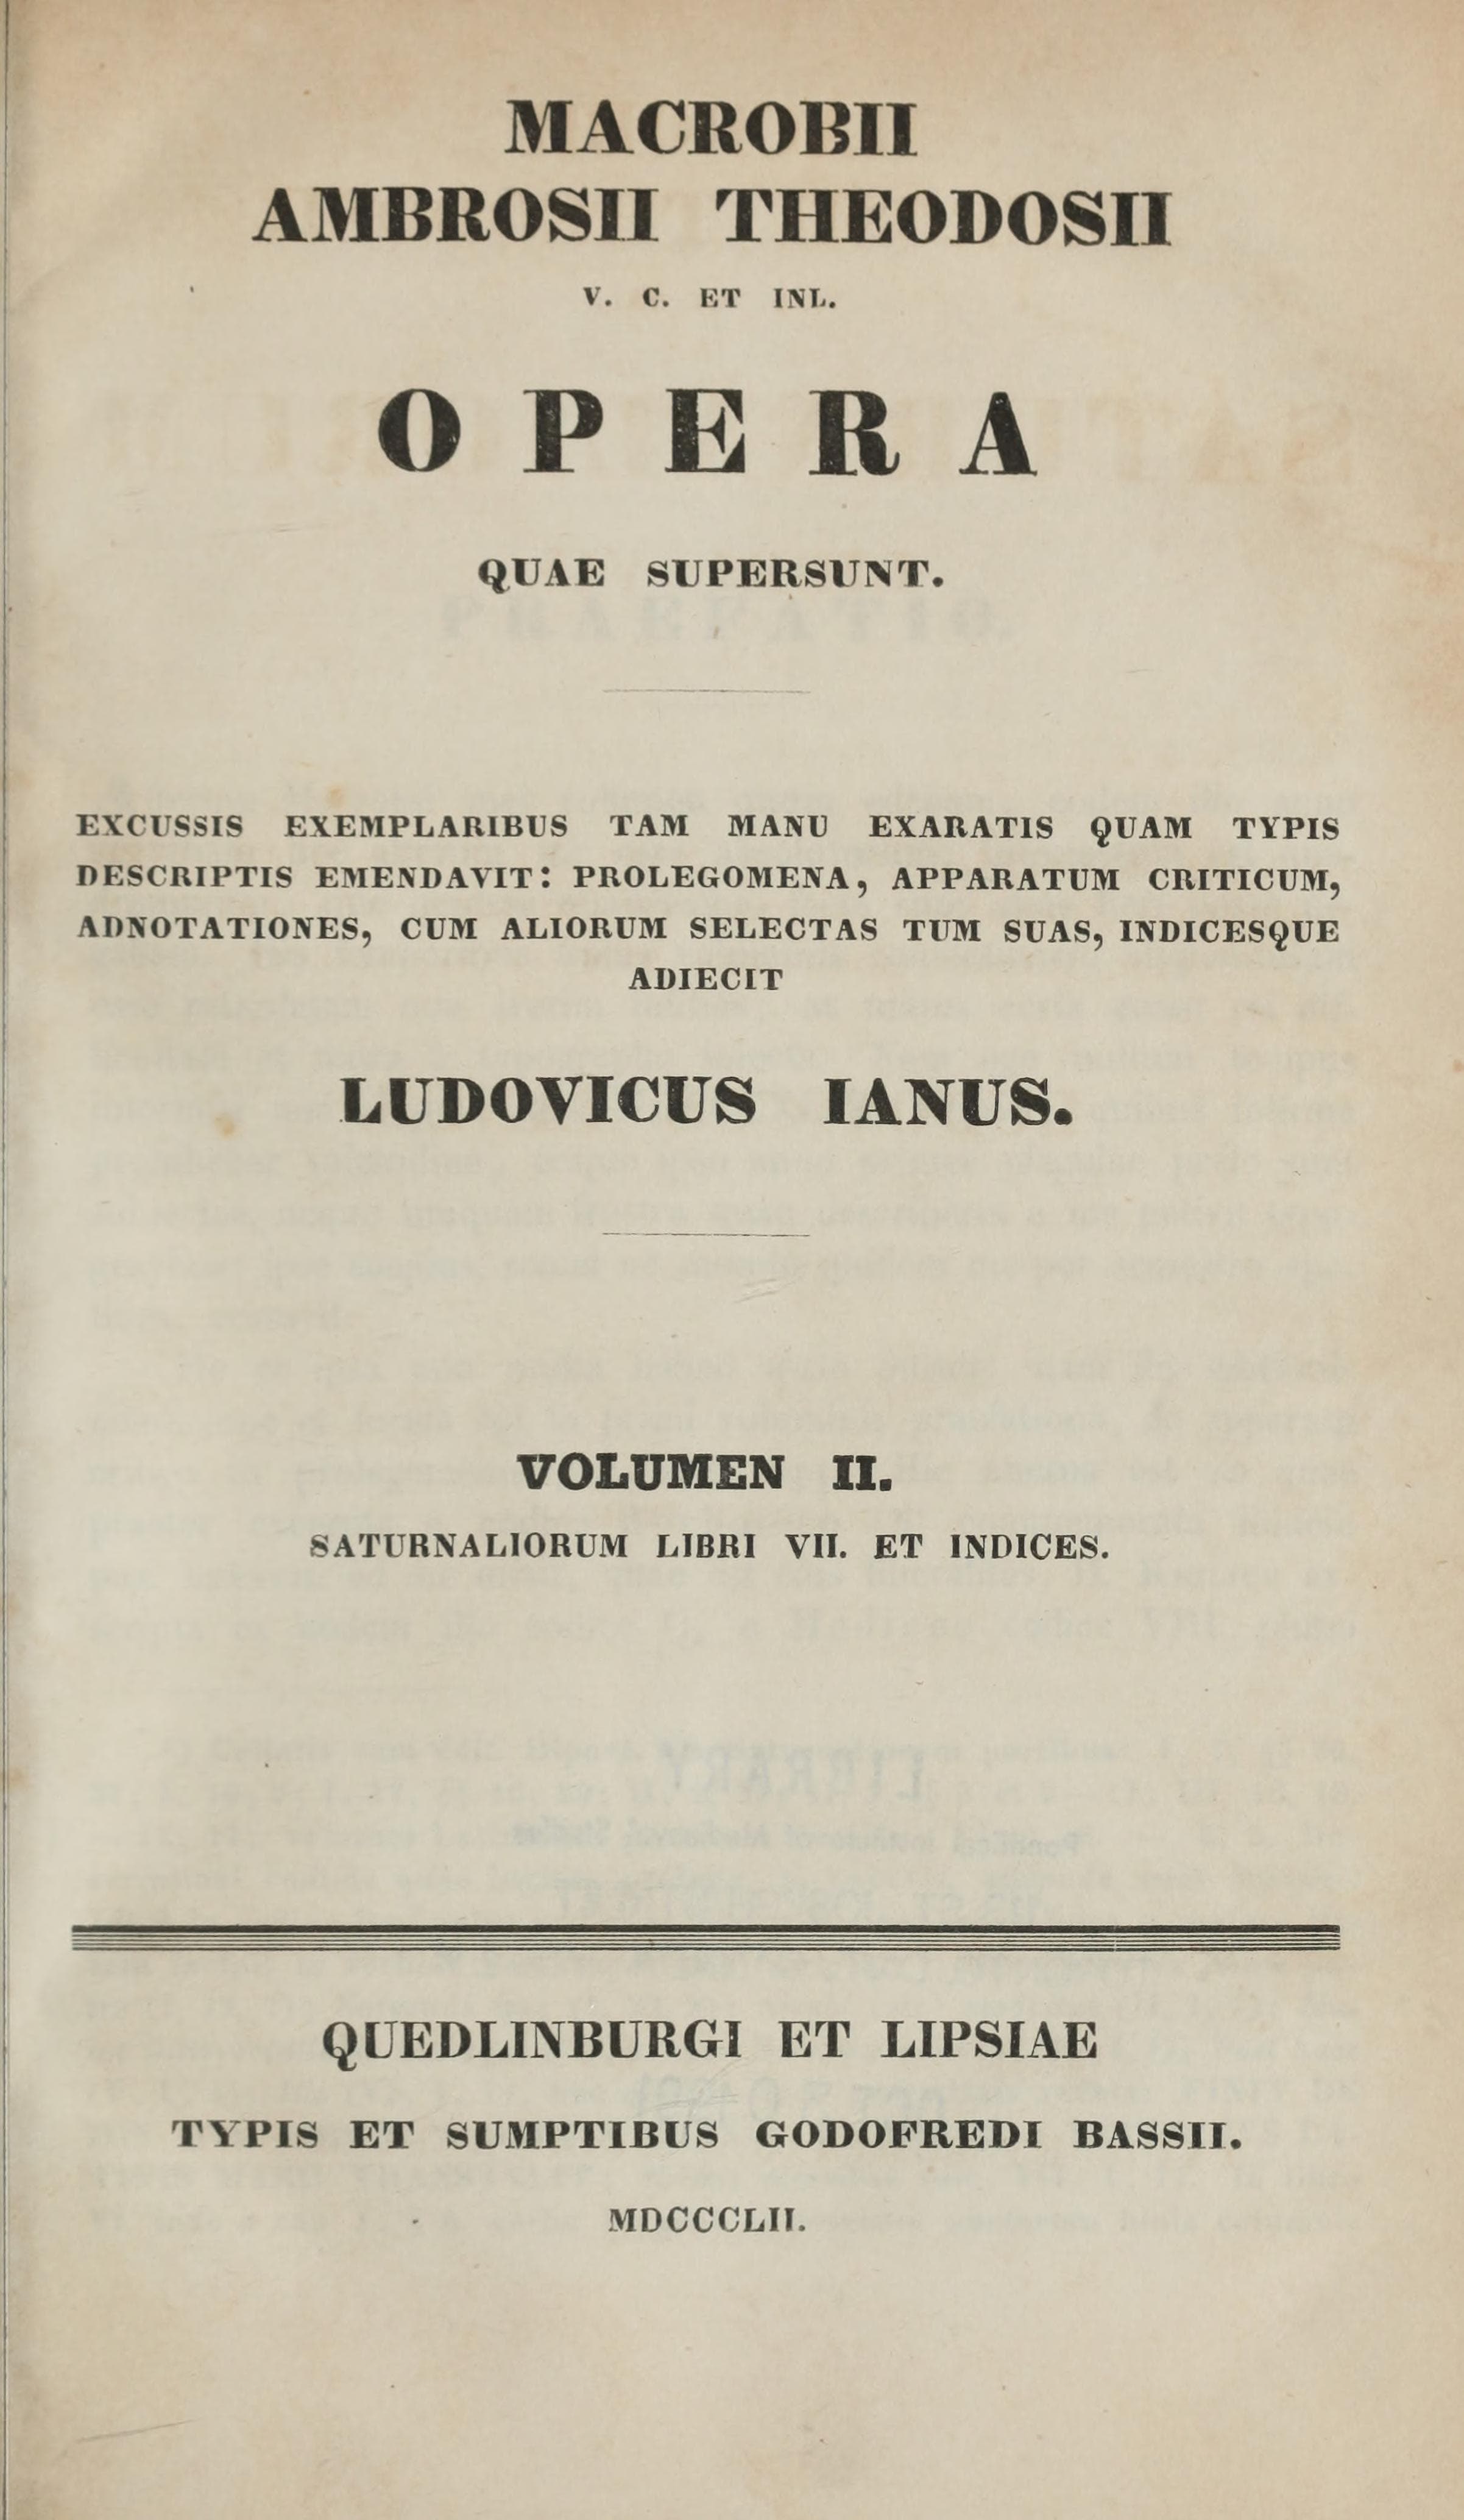 MACROBII
AMBROSII THEODOSII
V. C. ET INL.
OPERA
QUAE SUPERSUNT.
EXCUSSIS EXEMPLARIBUS TAM MANU EXARATIS QUAM TYPIS
DESCRIPTIS EMENDAVIT: PROLEGOMENA, APPARATUM CRITICUM,
ADNOTATIONES, CUM ALIORUM SELECTAS TUM SUAS, INDICESQUE
ADIECIT
LUDOVICUS IANUS.
VOLUMEN II.
SATURNALIORUM LIBRI VII. ET INDICES.
QUEDLINBURGI ET LIPSIAE
TYPIS ET SUMPTIBUS GODOFREDI BASSII.
MDCCCLII.